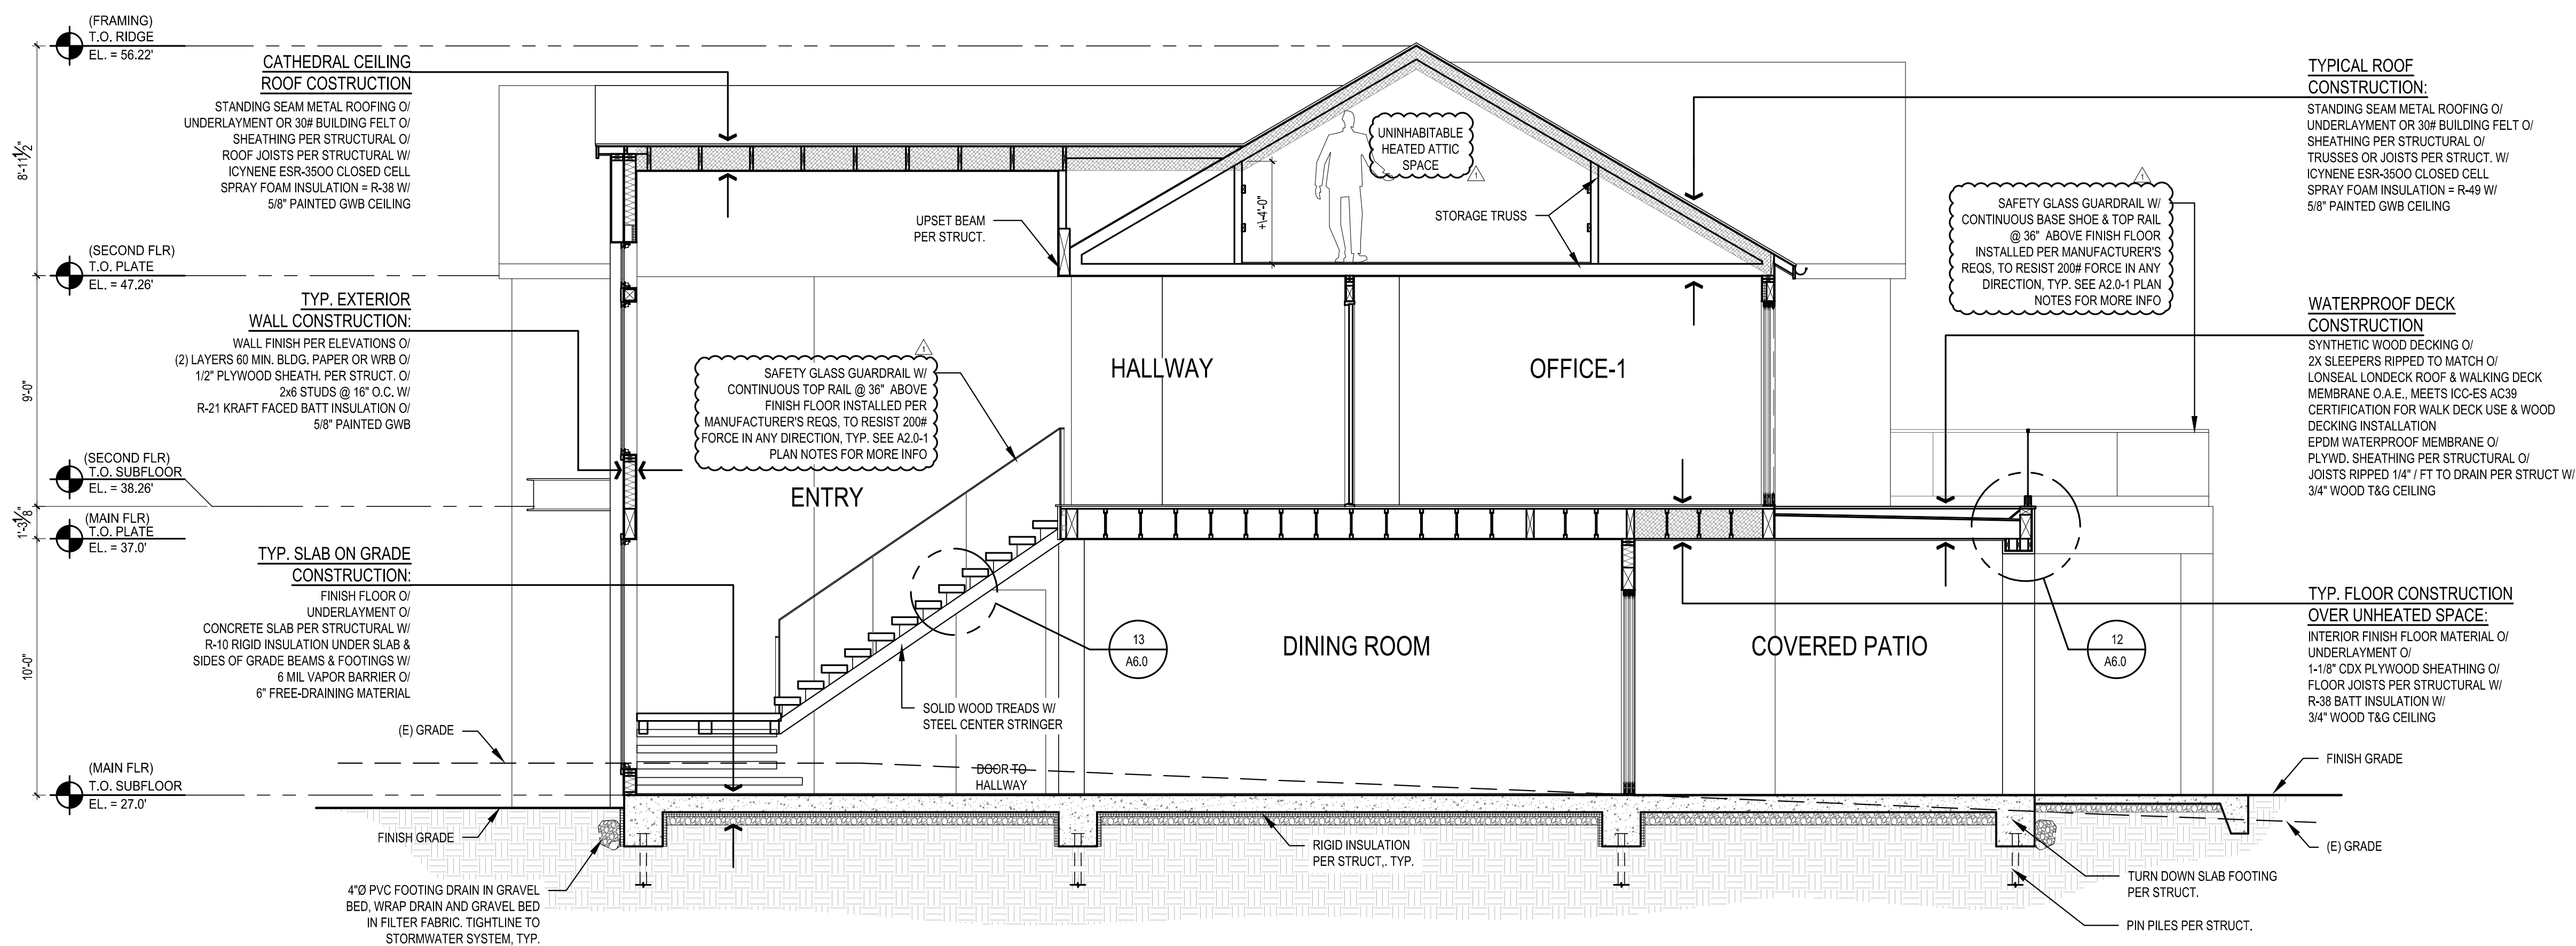 (FRAMING)
T.O. RIDGE
EL. = 56.22'
8'-11½"
(SECOND FLR)
T.O. PLATE
EL. = 47.26'
9'-0"
(SECOND FLR)
T.O. SUBFLOOR
EL. = 38.26'
1'-3⅛"
(MAIN FLR)
T.O. PLATE
EL. = 37.0'
10'-0"
(MAIN FLR)
T.O. SUBFLOOR
EL. = 27.0'
CATHEDRAL CEILING
ROOF COSTRUCTION
STANDING SEAM METAL ROOFING O/
UNDERLAYMENT OR 30# BUILDING FELT O/
SHEATHING PER STRUCTURAL O/
ROOF JOISTS PER STRUCTURAL W/
ICYNENE ESR-35OO CLOSED CELL
SPRAY FOAM INSULATION = R-38 W/
5/8" PAINTED GWB CEILING
TYP. EXTERIOR
WALL CONSTRUCTION:
WALL FINISH PER ELEVATIONS O/
(2) LAYERS 60 MIN. BLDG. PAPER OR WRB O/
1/2" PLYWOOD SHEATH. PER STRUCT. O/
2x6 STUDS @ 16" O.C. W/
R-21 KRAFT FACED BATT INSULATION O/
5/8" PAINTED GWB
TYP. SLAB ON GRADE
CONSTRUCTION:
FINISH FLOOR O/
UNDERLAYMENT O/
CONCRETE SLAB PER STRUCTURAL W/
R-10 RIGID INSULATION UNDER SLAB &
SIDES OF GRADE BEAMS & FOOTINGS W/
6 MIL VAPOR BARRIER O/
6" FREE-DRAINING MATERIAL
(E) GRADE
FINISH GRADE
4"Ø PVC FOOTING DRAIN IN GRAVEL
BED, WRAP DRAIN AND GRAVEL BED
IN FILTER FABRIC. TIGHTLINE TO
STORMWATER SYSTEM, TYP.
UPSET BEAM
PER STRUCT.
+\-4'-0"
UNINHABITABLE
HEATED ATTIC
SPACE
1
STORAGE TRUSS
1
SAFETY GLASS GUARDRAIL W/
CONTINUOUS TOP RAIL @ 36" ABOVE
FINISH FLOOR INSTALLED PER
MANUFACTURER'S REQS, TO RESIST 200#
FORCE IN ANY DIRECTION, TYP. SEE A2.0-1
PLAN NOTES FOR MORE INFO
ENTRY
HALLWAY
OFFICE-1
DINING ROOM
COVERED PATIO
13
A6.0
SOLID WOOD TREADS W/
STEEL CENTER STRINGER
DOOR TO
HALLWAY
RIGID INSULATION
PER STRUCT,. TYP.
1
SAFETY GLASS GUARDRAIL W/
CONTINUOUS BASE SHOE & TOP RAIL
@ 36" ABOVE FINISH FLOOR
INSTALLED PER MANUFACTURER'S
REQS, TO RESIST 200# FORCE IN ANY
DIRECTION, TYP. SEE A2.0-1 PLAN
NOTES FOR MORE INFO
12
A6.0
TYPICAL ROOF
CONSTRUCTION:
STANDING SEAM METAL ROOFING O/
UNDERLAYMENT OR 30# BUILDING FELT O/
SHEATHING PER STRUCTURAL O/
TRUSSES OR JOISTS PER STRUCT. W/
ICYNENE ESR-35OO CLOSED CELL
SPRAY FOAM INSULATION = R-49 W/
5/8" PAINTED GWB CEILING
WATERPROOF DECK
CONSTRUCTION
SYNTHETIC WOOD DECKING O/
2X SLEEPERS RIPPED TO MATCH O/
LONSEAL LONDECK ROOF & WALKING DECK
MEMBRANE O.A.E., MEETS ICC-ES AC39
CERTIFICATION FOR WALK DECK USE & WOOD
DECKING INSTALLATION
EPDM WATERPROOF MEMBRANE O/
PLYWD. SHEATHING PER STRUCTURAL O/
JOISTS RIPPED 1/4" / FT TO DRAIN PER STRUCT W/
3/4" WOOD T&G CEILING
TYP. FLOOR CONSTRUCTION
OVER UNHEATED SPACE:
INTERIOR FINISH FLOOR MATERIAL O/
UNDERLAYMENT O/
1-1/8" CDX PLYWOOD SHEATHING O/
FLOOR JOISTS PER STRUCTURAL W/
R-38 BATT INSULATION W/
3/4" WOOD T&G CEILING
FINISH GRADE
(E) GRADE
TURN DOWN SLAB FOOTING
PER STRUCT.
PIN PILES PER STRUCT.